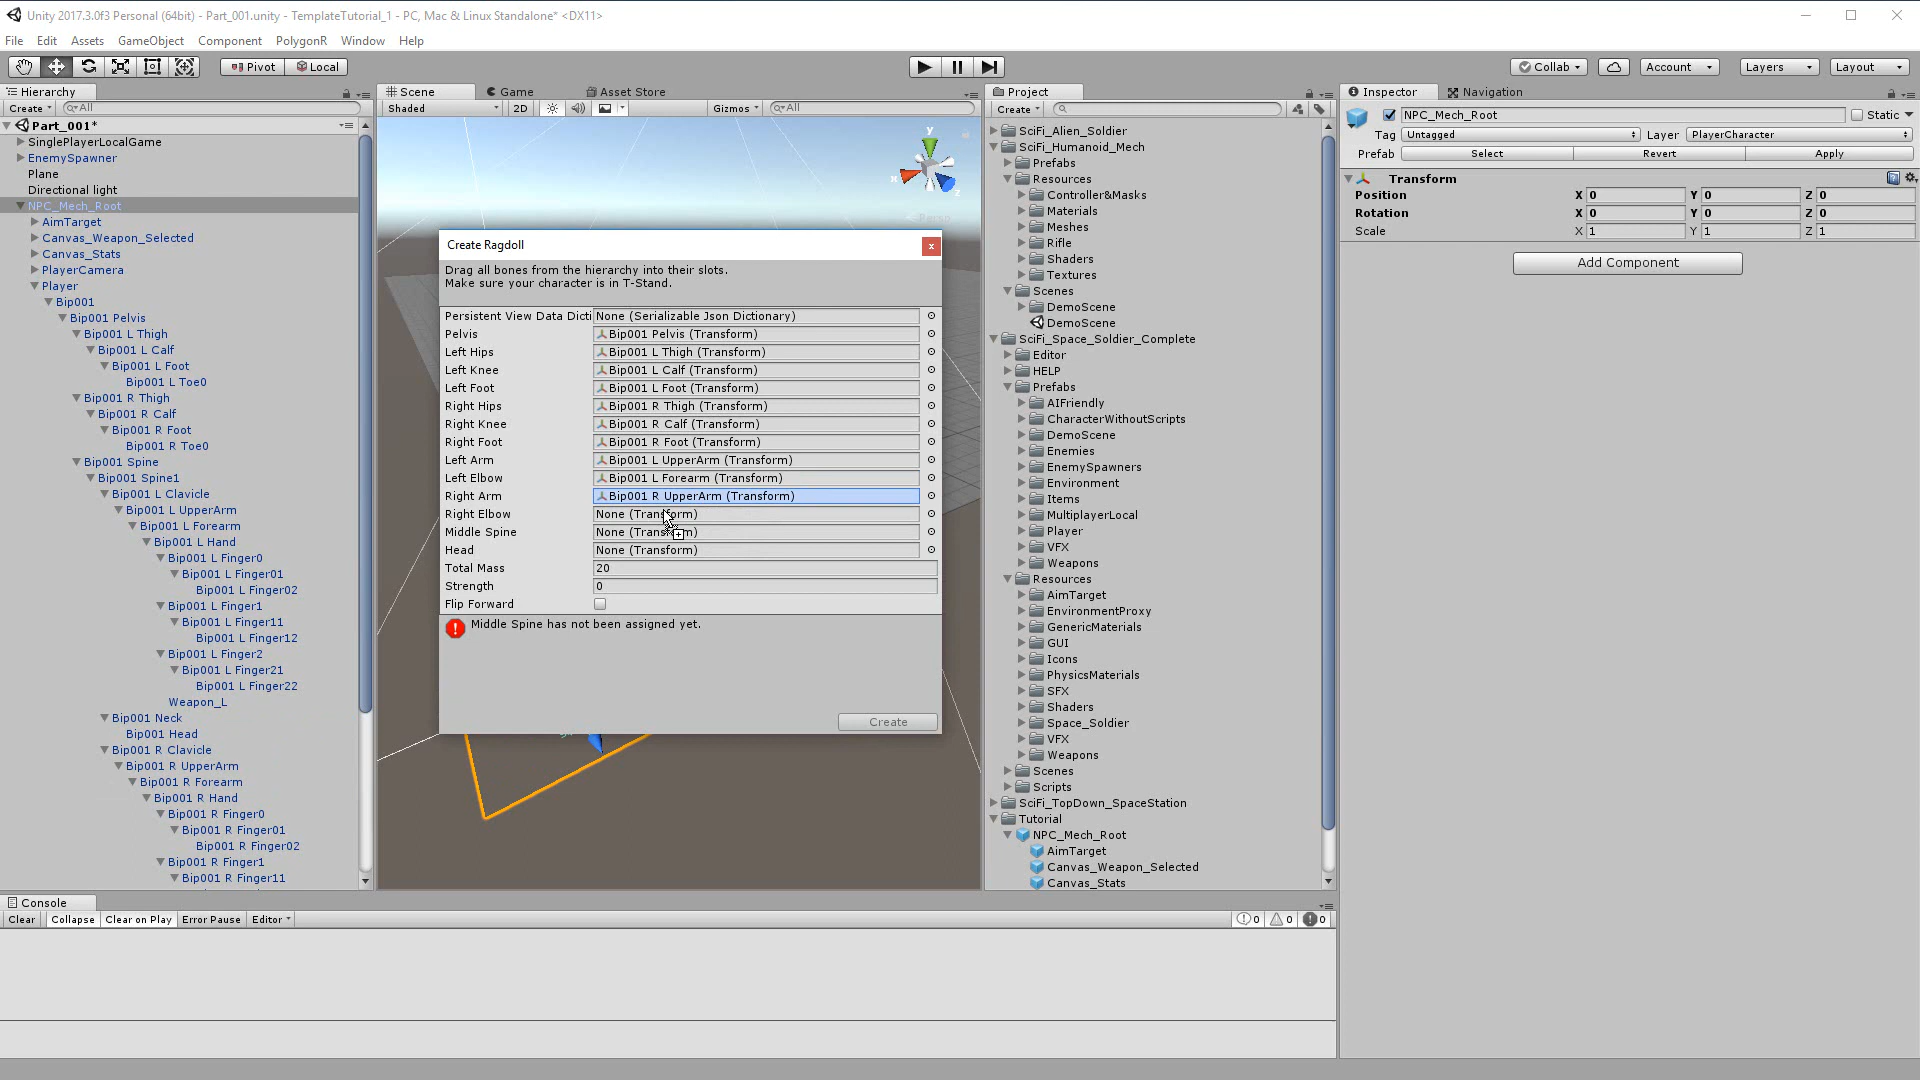 Unity 2017.3.0f3 Personal (64bit) - Part_001.unity - TemplateTutorial_1 - PC, Mac & Linux Standalone* <DX11>
File Edit Assets GameObject Component PolygonR Window Help
Pivot Local Collab Account Layers Layout
Hierarchy
Create All
Part_001*
SinglePlayerLocalGame
EnemySpawner
Plane
Directional light
NPC_Mech_Root
AimTarget
Canvas_Weapon_Selected
Canvas_Stats
PlayerCamera
Player
Bip001
Bip001 Pelvis
Bip001 L Thigh
Bip001 L Calf
Bip001 L Foot
Bip001 L Toe0
Bip001 R Thigh
Bip001 R Calf
Bip001 R Foot
Bip001 R Toe0
Bip001 Spine
Bip001 Spine1
Bip001 L Clavicle
Bip001 L UpperArm
Bip001 L Forearm
Bip001 L Hand
Bip001 L Finger0
Bip001 L Finger01
Bip001 L Finger02
Bip001 L Finger1
Bip001 L Finger11
Bip001 L Finger12
Bip001 L Finger2
Bip001 L Finger21
Bip001 L Finger22
Weapon_L
Bip001 Neck
Bip001 Head
Bip001 R Clavicle
Bip001 R UpperArm
Bip001 R Forearm
Bip001 R Hand
Bip001 R Finger0
Bip001 R Finger01
Bip001 R Finger02
Bip001 R Finger1
Bip001 R Finger11
Scene Game Asset Store
Shaded 2D Gizmos All
y
x
z
Persp
Create Ragdoll
x
Drag all bones from the hierarchy into their slots.
Make sure your character is in T-Stand.
Persistent View Data Dicti None (Serializable Json Dictionary)
Pelvis Bip001 Pelvis (Transform)
Left Hips Bip001 L Thigh (Transform)
Left Knee Bip001 L Calf (Transform)
Left Foot Bip001 L Foot (Transform)
Right Hips Bip001 R Thigh (Transform)
Right Knee Bip001 R Calf (Transform)
Right Foot Bip001 R Foot (Transform)
Left Arm Bip001 L UpperArm (Transform)
Left Elbow Bip001 L Forearm (Transform)
Right Arm Bip001 R UpperArm (Transform)
Right Elbow None (Transform)
Middle Spine None (Transform)
Head None (Transform)
Total Mass 20
Strength 0
Flip Forward
Middle Spine has not been assigned yet.
Create
Project
Create
SciFi_Alien_Soldier
SciFi_Humanoid_Mech
Prefabs
Resources
Controller&Masks
Materials
Meshes
Rifle
Shaders
Textures
Scenes
DemoScene
DemoScene
SciFi_Space_Soldier_Complete
Editor
HELP
Prefabs
AIFriendly
CharacterWithoutScripts
DemoScene
Enemies
EnemySpawners
Environment
Items
MultiplayerLocal
Player
VFX
Weapons
Resources
AimTarget
EnvironmentProxy
GenericMaterials
GUI
Icons
PhysicsMaterials
SFX
Shaders
Space_Soldier
VFX
Weapons
Scenes
Scripts
SciFi_TopDown_SpaceStation
Tutorial
NPC_Mech_Root
AimTarget
Canvas_Weapon_Selected
Canvas_Stats
Inspector Navigation
NPC_Mech_Root Static
Tag Untagged Layer PlayerCharacter
Prefab Select Revert Apply
Transform
Position X 0 Y 0 Z 0
Rotation X 0 Y 0 Z 0
Scale X 1 Y 1 Z 1
Add Component
Console
Clear Collapse Clear on Play Error Pause Editor 0 0 0